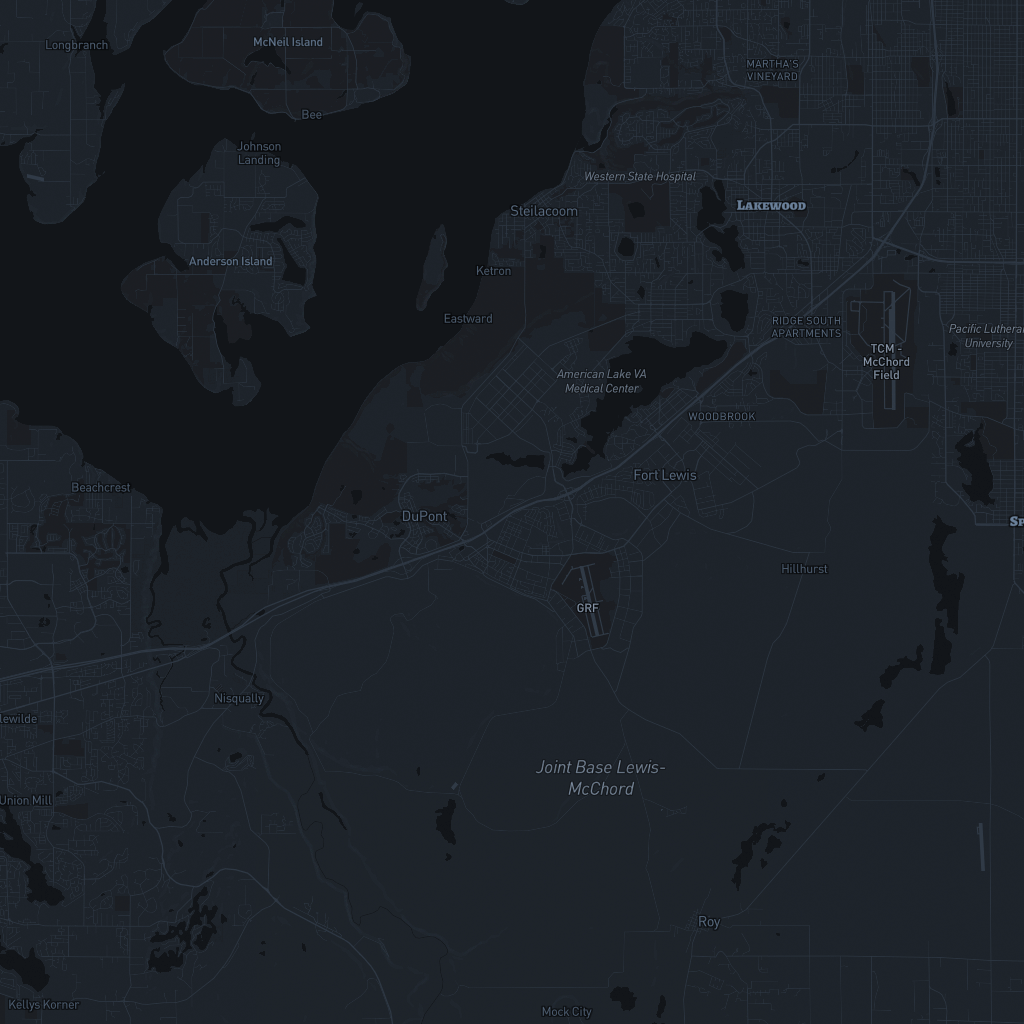 McNeil Island
Longbranch
MARTHA'S
VINEYARD
Bee
Johnson
Landing
Western State Hospital
Lakewood
Steilacoom
Anderson Island
Ketron
Eastward
RIDGE SOUTH
APARTMENTS
Pacific Lutheran
University
TCM -
McChord
Field
American Lake VA
Medical Center
WOODBROOK
Fort Lewis
Beachcrest
DuPont
Sp
Hillhurst
GRF
Nisqually
lewilde
Joint Base Lewis-
McChord
Union Mill
Roy
Kellys Korner
Mock City